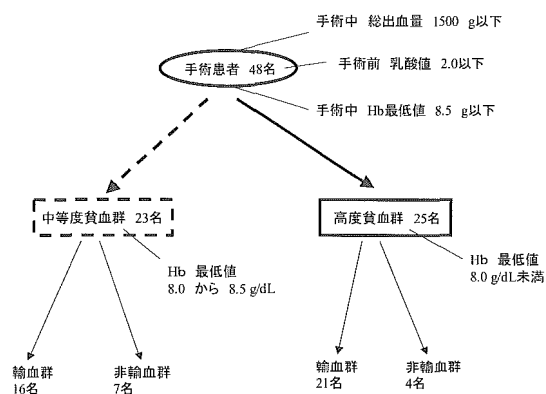 手術中 総出血量 1500 g以下
手術患者 48名
手術前 乳酸値 2.0以下
手術中 Hb最低値 8.5 g以下
中等度貧血群 23名
高度貧血群 25名
Hb 最低値
8.0 から 8.5 g/dL
Hb 最低値
8.0 g/dL未満
輸血群
16名
非輸血群
7名
輸血群
21名
非輸血群
4名